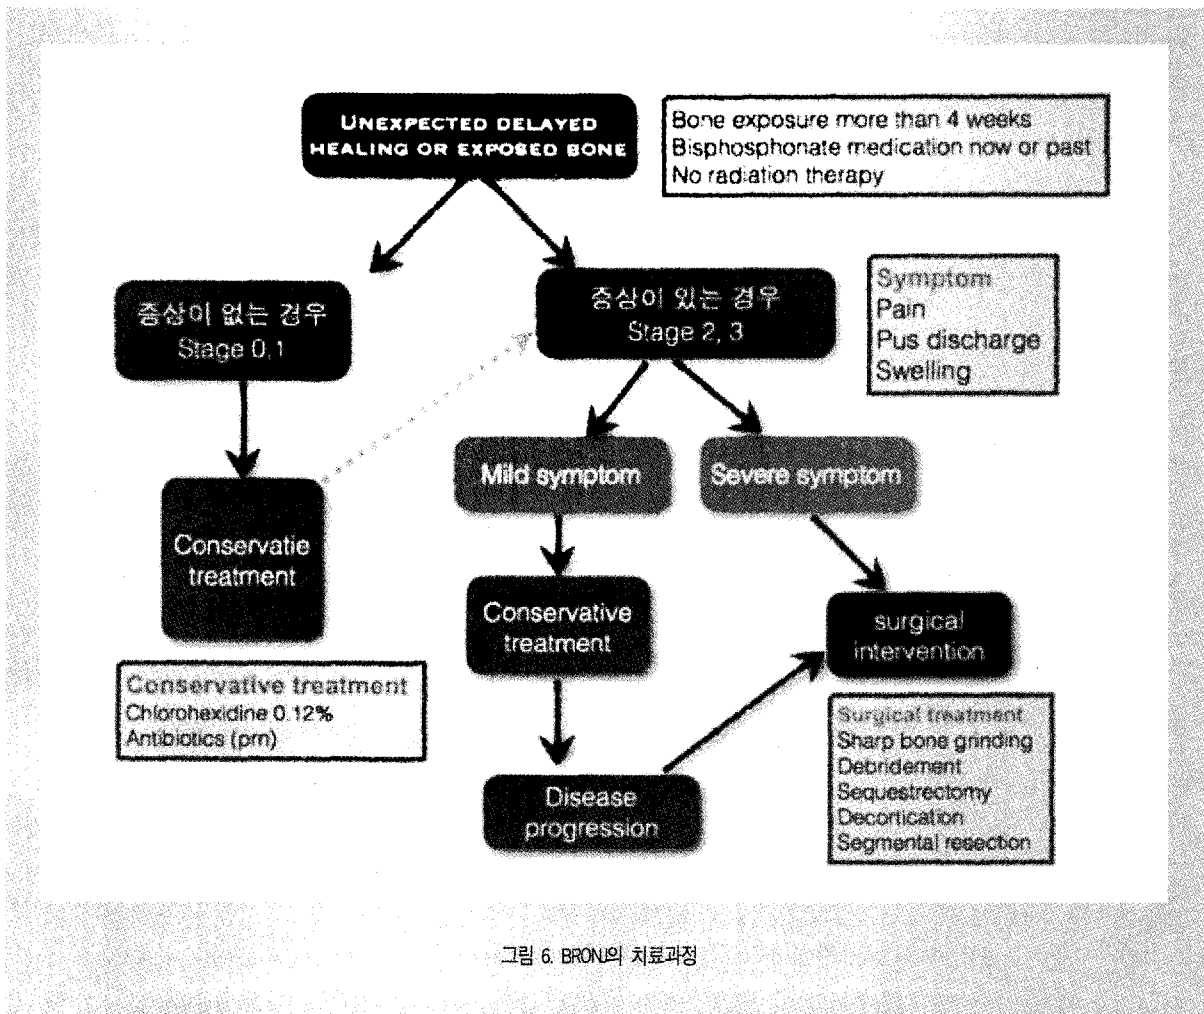 UNEXPECTED DELAYED
HEALING OR EXPOSED BONE
Bone exposure more than 4 weeks
Bisphosphonate medication now or past
No radiation therapy
증상이 없는 경우
Stage 0,1
증상이 있는 경우
Stage 2, 3
Symptom
Pain
Pus discharge
Swelling
Mild symptom
Severe symptom
Conservatie
treatment
Conservative
treatment
surgical
intervention
Conservative treatment
Chlorohexidine 0.12%
Antibiotics (prn)
Disease
progression
Surgical treatment
Sharp bone grinding
Debridement
Sequestrectomy
Decortication
Segmental resection
그림 6. BRONJ의 치료과정